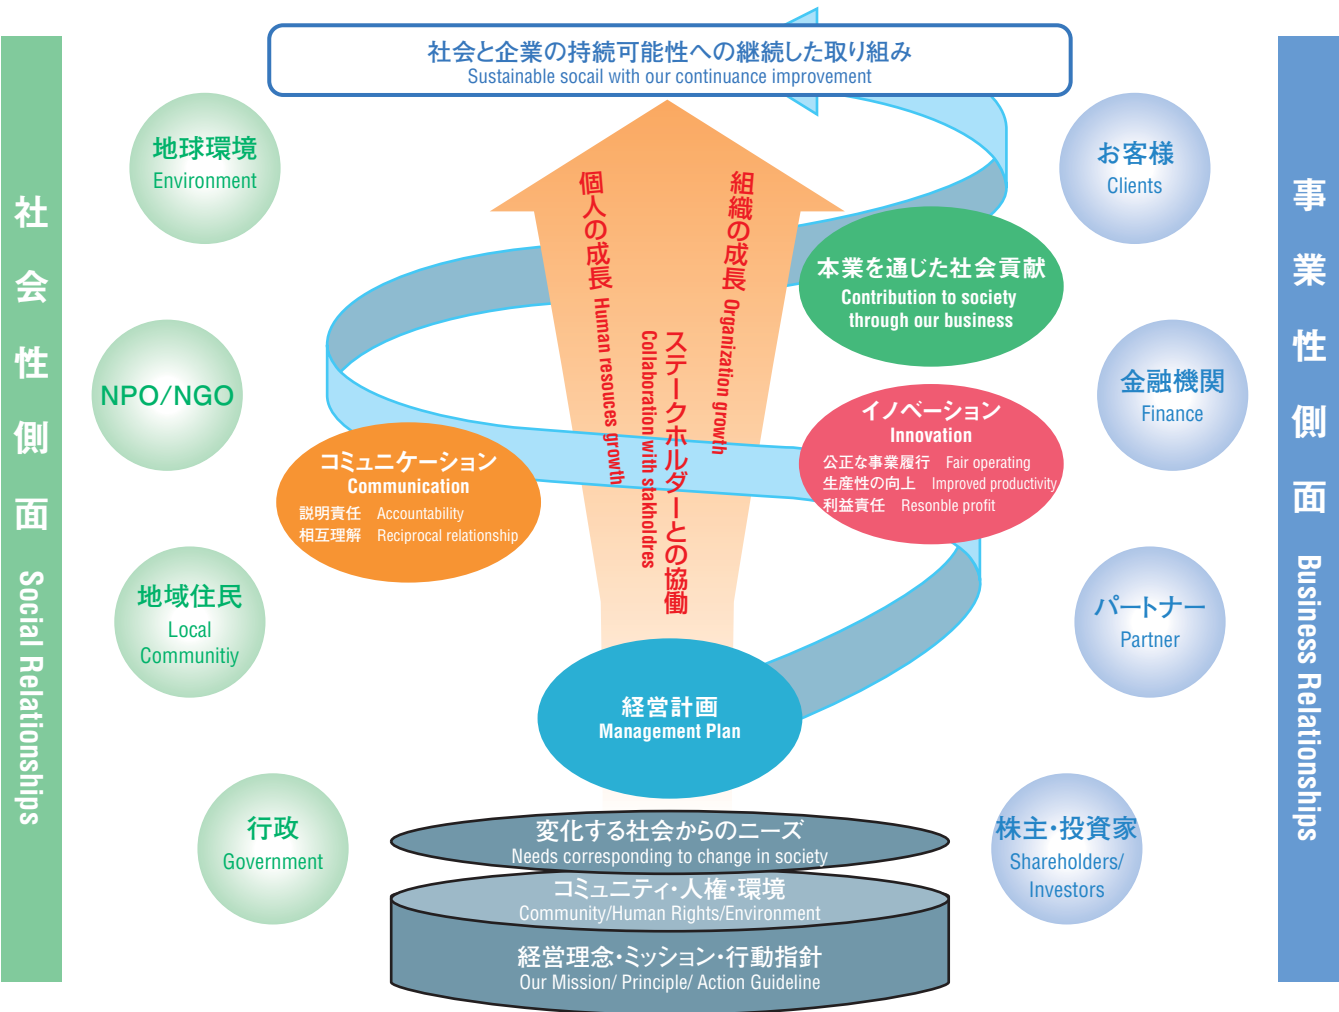 社会と企業の持続可能性への継続した取り組み
Sustainable socail with our continuance improvement
社会性側面 Social Relationships
地球環境
Environment
NPO/NGO
地域住民
Local
Communitiy
行政
Government
個人の成長 Human resouces growth
組織の成長 Organization growth
ステークホルダーとの協働
Collaboration with stakholdres
本業を通じた社会貢献
Contribution to society
through our business
イノベーション
Innovation
公正な事業履行 Fair operating
生産性の向上 Improved productivity
利益責任 Resonble profit
コミュニケーション
Communication
説明責任 Accountability
相互理解 Reciprocal relationship
経営計画
Management Plan
変化する社会からのニーズ
Needs corresponding to change in society
コミュニティ・人権・環境
Community/Human Rights/Environment
経営理念・ミッション・行動指針
Our Mission/ Principle/ Action Guideline
お客様
Clients
金融機関
Finance
パートナー
Partner
株主・投資家
Shareholders/
Investors
事業性側面 Business Relationships